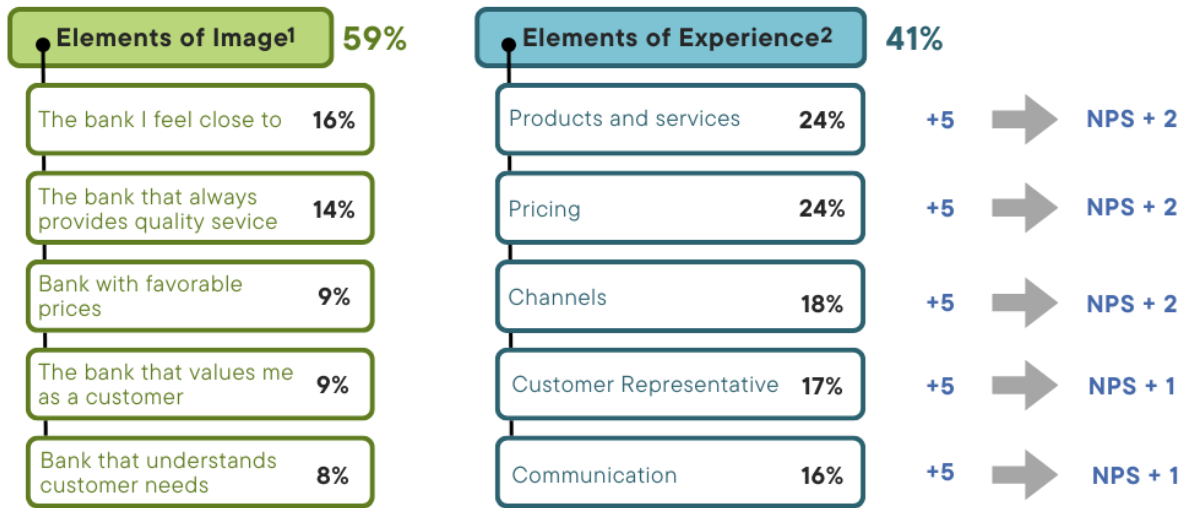 Elements of Image¹ 59%
The bank I feel close to 16%
The bank that always
provides quality sevice 14%
Bank with favorable
prices 9%
The bank that values me
as a customer 9%
Bank that understands
customer needs 8%
Elements of Experience² 41%
Products and services 24% +5 NPS + 2
Pricing 24% +5 NPS + 2
Channels 18% +5 NPS + 2
Customer Representative 17% +5 NPS + 1
Communication 16% +5 NPS + 1